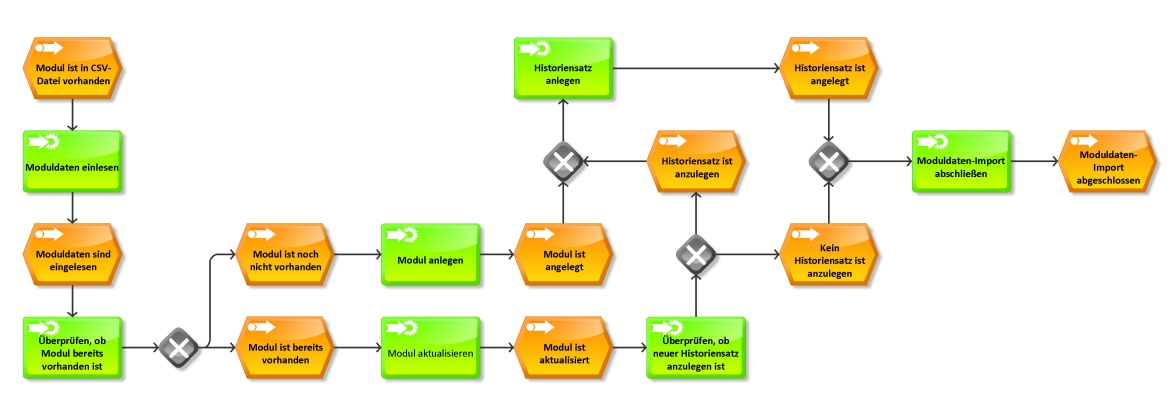 Modul ist in CSV-
Datei vorhanden
Moduldaten einlesen
Moduldaten sind
eingelesen
Überprüfen, ob
Modul bereits
vorhanden ist
Modul ist noch
nicht vorhanden
Modul anlegen
Modul ist
angelegt
Modul ist bereits
vorhanden
Modul aktualisieren
Modul ist
aktualisiert
Überprüfen, ob
neuer Historiensatz
anzulegen ist
Historiensatz ist
anzulegen
Kein
Historiensatz ist
anzulegen
Historiensatz
anlegen
Historiensatz ist
angelegt
Moduldaten-Import
abschließen
Moduldaten-
Import
abgeschlossen